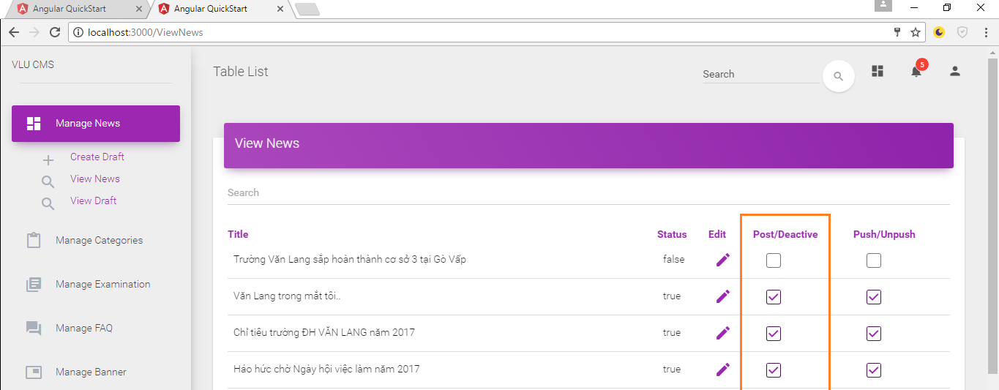 Angular QuickStart
Angular QuickStart
localhost:3000/ViewNews
VLU CMS
Table List
Search
5
Manage News
Create Draft
View News
View Draft
Manage Categories
Manage Examination
Manage FAQ
Manage Banner
View News
Search
Title Status Edit Post/Deactive Push/Unpush
Trường Văn Lang sắp hoàn thành cơ sở 3 tại Gò Vấp false
Văn Lang trong mắt tôi.. true
Chỉ tiêu trường ĐH VĂN LANG năm 2017 true
Háo hức chờ Ngày hội việc làm năm 2017 true